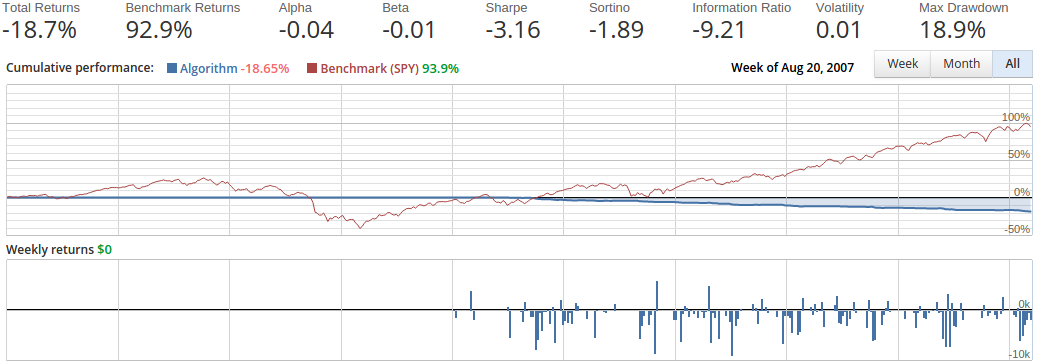 Total Returns Benchmark Returns Alpha Beta Sharpe Sortino Information Ratio Volatility Max Drawdown
-18.7% 92.9% -0.04 -0.01 -3.16 -1.89 -9.21 0.01 18.9%
Cumulative performance: Algorithm -18.65% Benchmark (SPY) 93.9% Week of Aug 20, 2007 Week Month All
100%
50%
0%
-50%
Weekly returns $0
0k
-10k